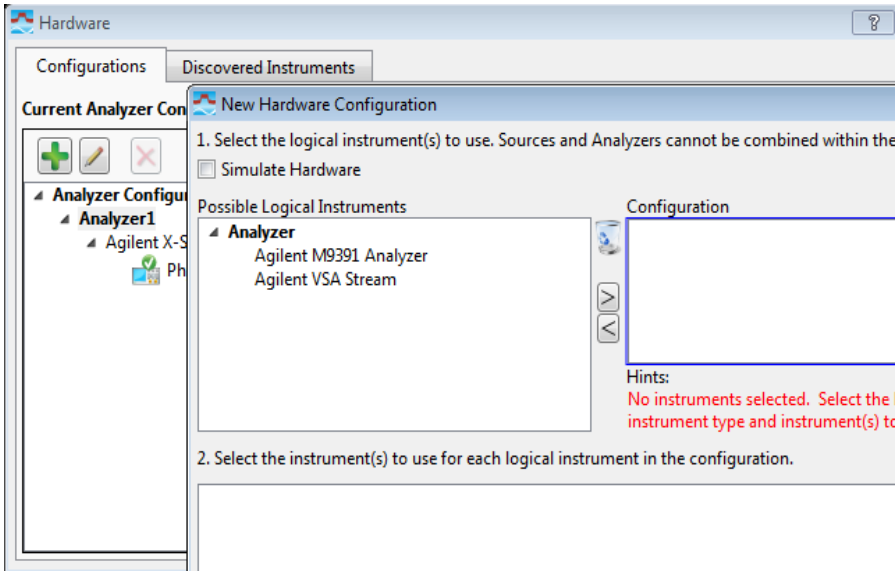 Hardware
?
Configurations
Discovered Instruments
Current Analyzer Con
Analyzer Configur
Analyzer1
Agilent X-S
Ph
New Hardware Configuration
1. Select the logical instrument(s) to use. Sources and Analyzers cannot be combined within the
Simulate Hardware
Possible Logical Instruments
Configuration
Analyzer
Agilent M9391 Analyzer
Agilent VSA Stream
>
<
Hints:
No instruments selected. Select the
instrument type and instrument(s) to
2. Select the instrument(s) to use for each logical instrument in the configuration.